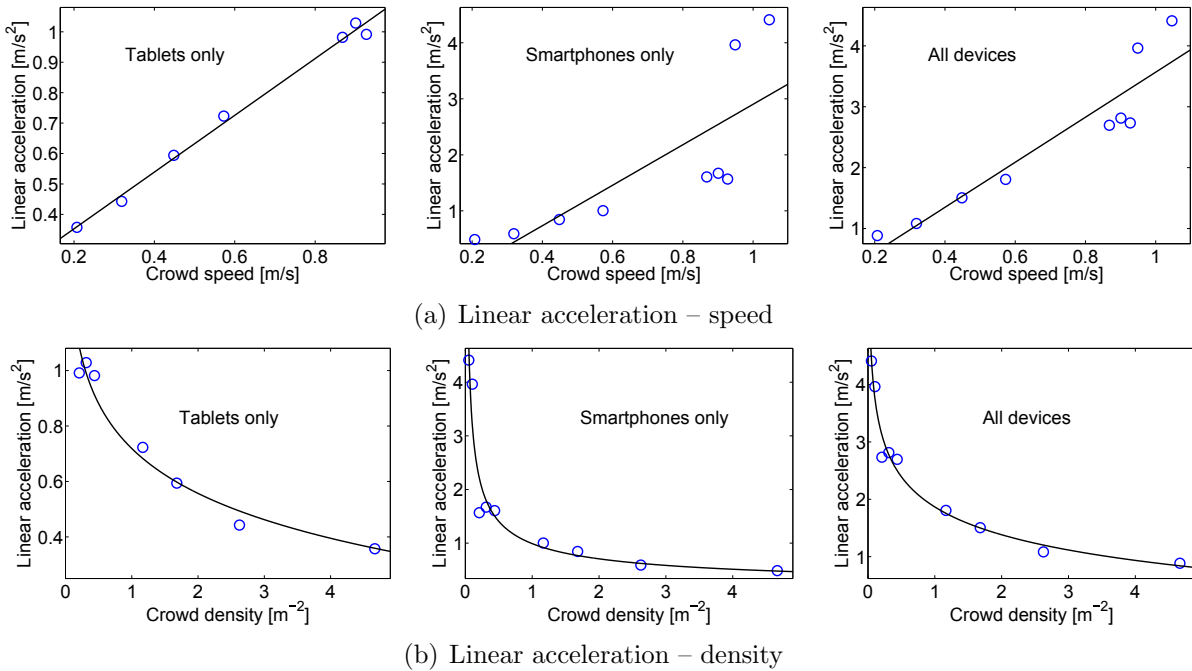 Linear acceleration [m/s²]
1
0.9
0.8
0.7
0.6
0.5
0.4
Tablets only
0.2 0.4 0.6 0.8
Crowd speed [m/s]
Linear acceleration [m/s²]
4
3
2
1
Smartphones only
0.2 0.4 0.6 0.8 1
Crowd speed [m/s]
Linear acceleration [m/s²]
4
3
2
1
All devices
0.2 0.4 0.6 0.8 1
Crowd speed [m/s]
(a) Linear acceleration – speed
Linear acceleration [m/s²]
1
0.8
0.6
0.4
Tablets only
0 1 2 3 4
Crowd density [m⁻²]
Linear acceleration [m/s²]
4
3
2
1
Smartphones only
0 1 2 3 4
Crowd density [m⁻²]
Linear acceleration [m/s²]
4
3
2
1
All devices
0 1 2 3 4
Crowd density [m⁻²]
(b) Linear acceleration – density